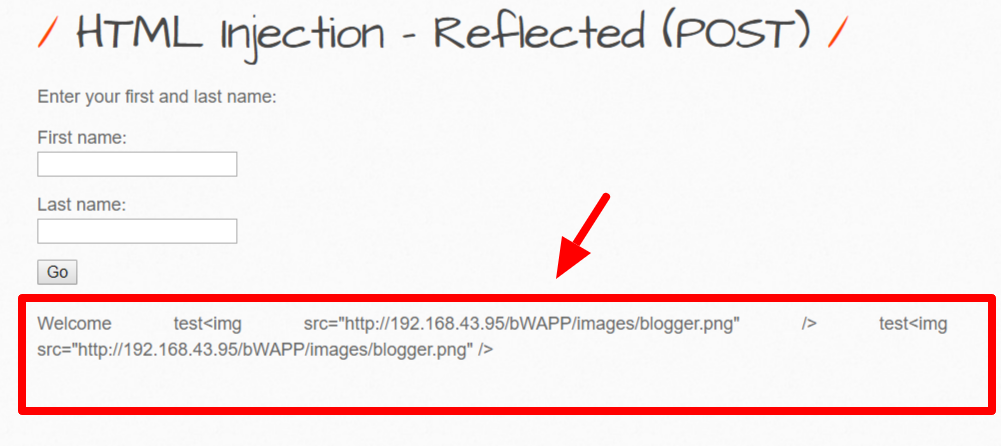 / HTML Injection - Reflected (POST) /
Enter your first and last name:
First name:
Last name:
Go
Welcome test<img src="http://192.168.43.95/bWAPP/images/blogger.png" /> test<img
src="http://192.168.43.95/bWAPP/images/blogger.png" />